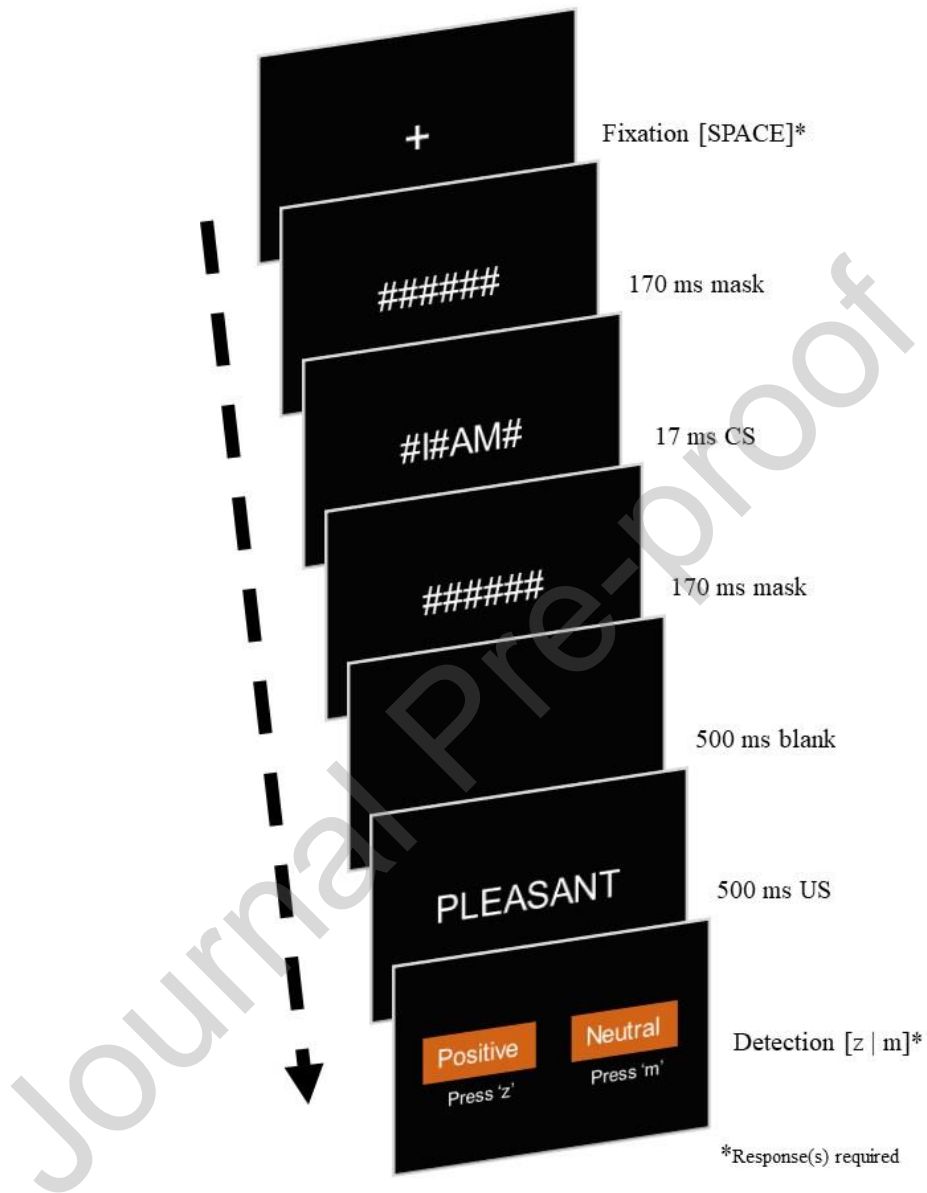 +
Fixation [SPACE]*
######
170 ms mask
#I#AM#
17 ms CS
######
170 ms mask
500 ms blank
PLEASANT
500 ms US
Positive
Press ‘z’
Neutral
Press ‘m’
Detection [z | m]*
*Response(s) required
Journal Pre-proof